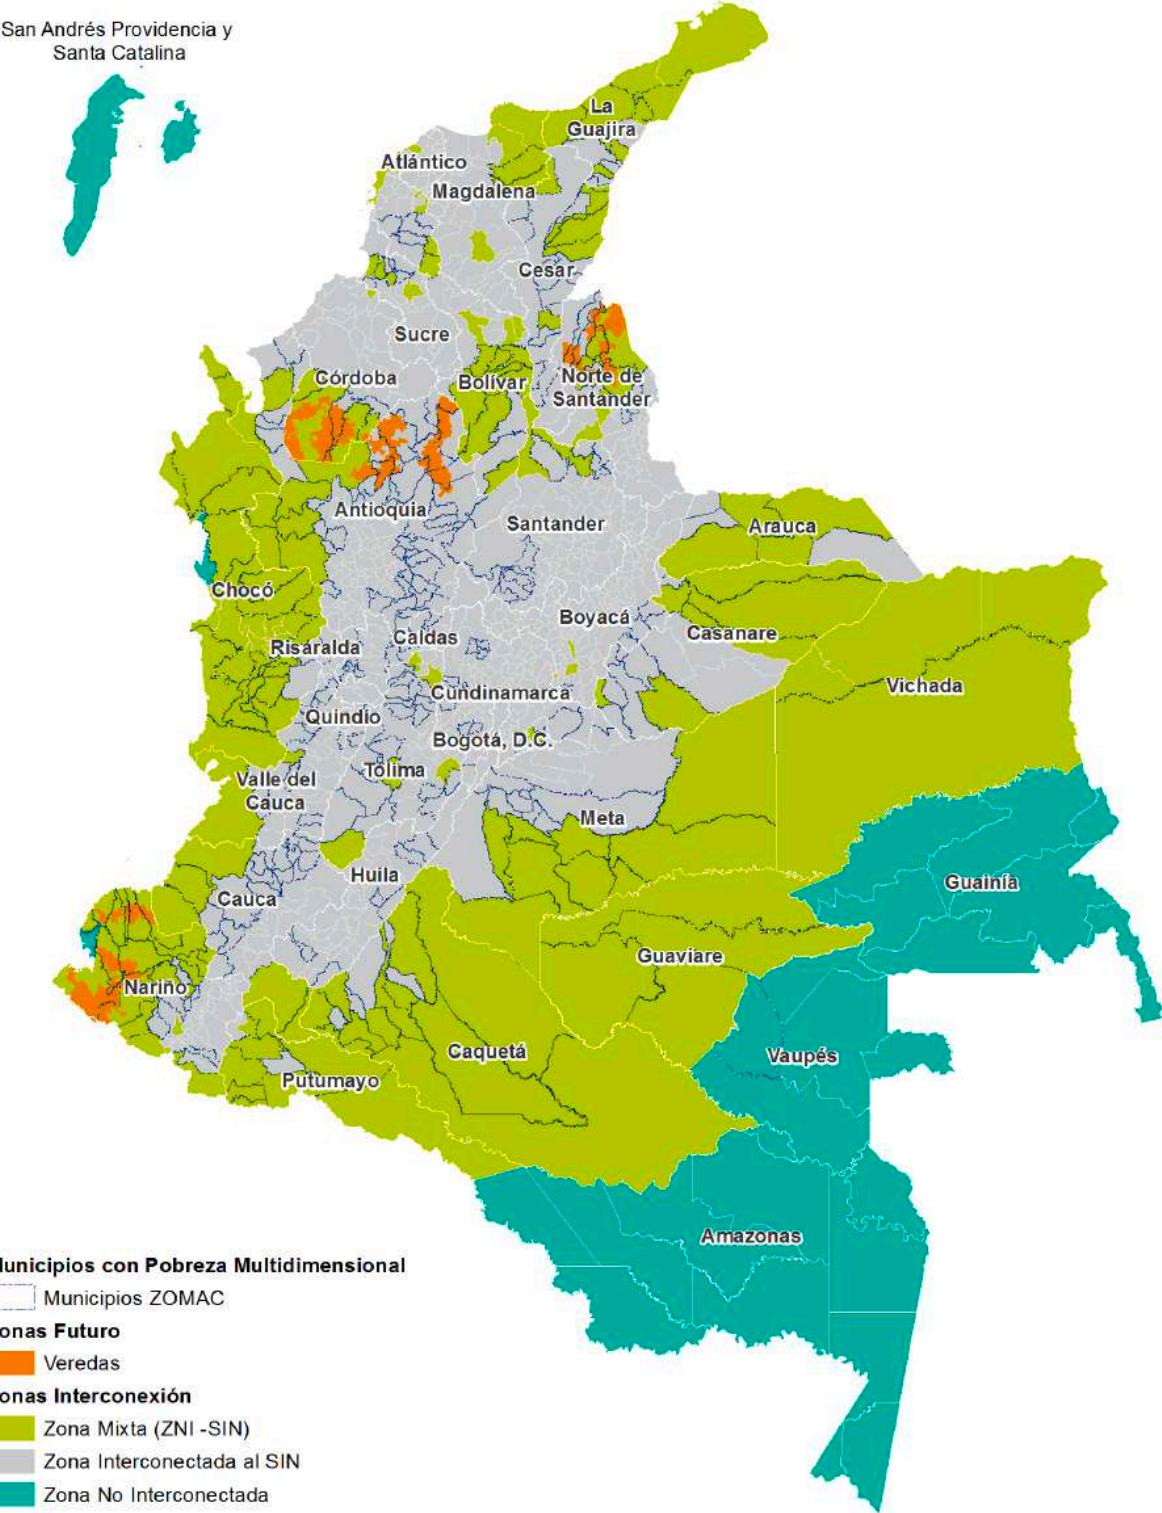 San Andrés Providencia y
Santa Catalina
La
Guajira
Atlántico
Magdalena
Cesar
Sucre
Córdoba
Bolívar
Norte de
Santander
Antioquia
Santander
Arauca
Chocó
Boyacá
Risaralda
Caldas
Casanare
Vichada
Cundinamarca
Quindío
Bogotá, D.C.
Tolima
Valle del
Cauca
Meta
Huila
Guainía
Cauca
Guaviare
Nariño
Caquetá
Vaupés
Putumayo
Amazonas
Municipios con Pobreza Multidimensional
Municipios ZOMAC
onas Futuro
Veredas
onas Interconexión
Zona Mixta (ZNI -SIN)
Zona Interconectada al SIN
Zona No Interconectada